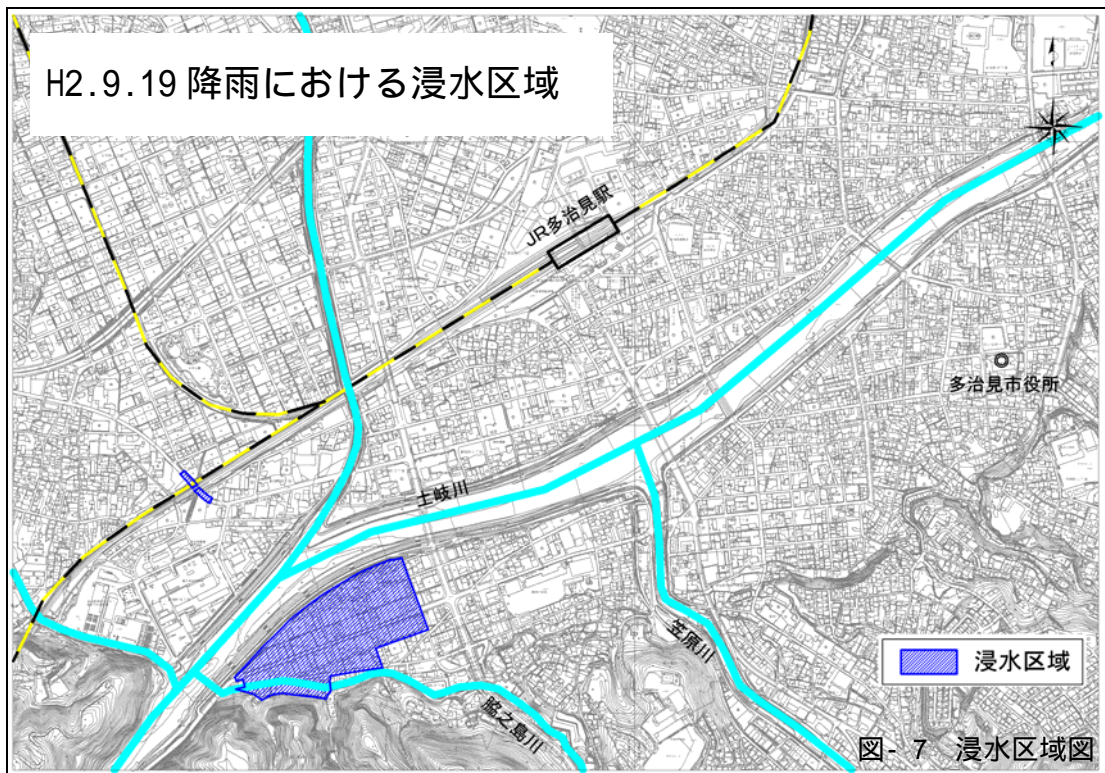 H2.9.19 降雨における浸水区域
JR多治見駅
多治見市役所
土岐川
笠原川
浸水区域
脇之島川
図- 7 浸水区域図